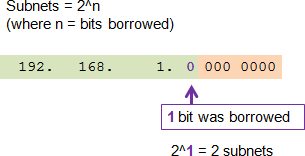 Subnets = 2^n
(where n = bits borrowed)
192. 168. 1. 0 000 0000
1 bit was borrowed
2^1 = 2 subnets